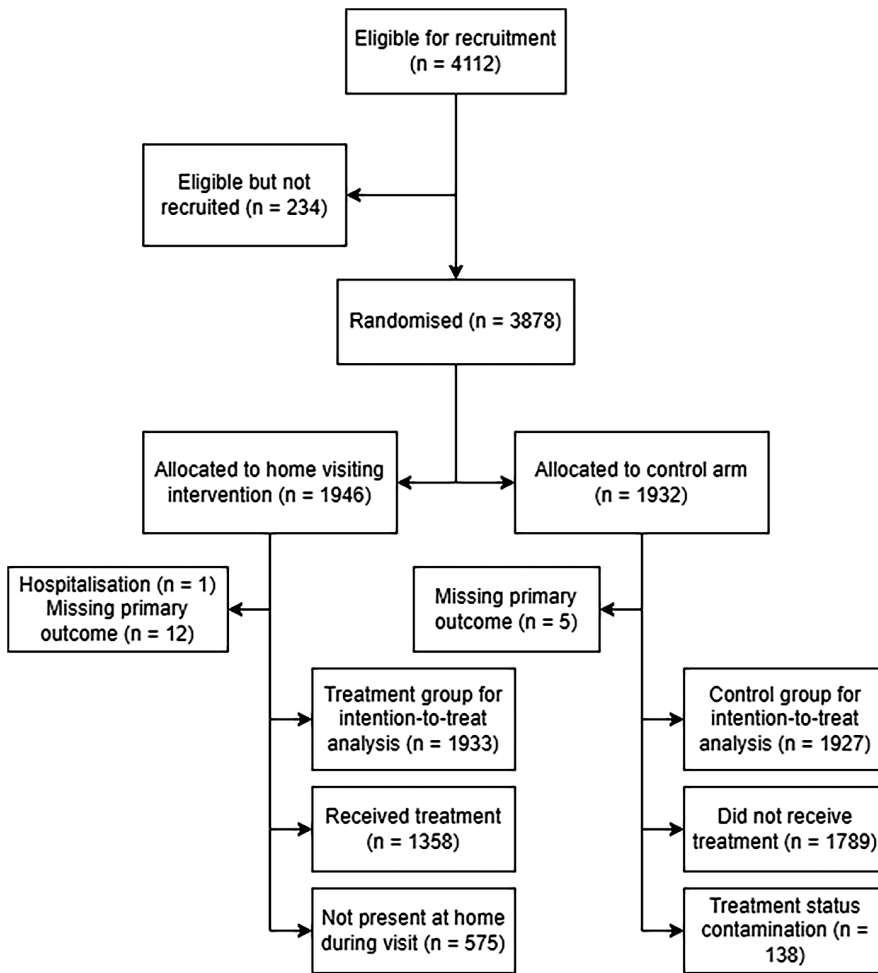 Eligible for recruitment
(n = 4112)
Eligible but not
recruited (n = 234)
Randomised (n = 3878)
Allocated to home visiting
intervention (n = 1946)
Allocated to control arm
(n = 1932)
Hospitalisation (n = 1)
Missing primary
outcome (n = 12)
Missing primary
outcome (n = 5)
Treatment group for
intention-to-treat
analysis (n = 1933)
Control group for
intention-to-treat
analysis (n = 1927)
Received treatment
(n = 1358)
Did not receive
treatment (n = 1789)
Not present at home
during visit (n = 575)
Treatment status
contamination (n =
138)